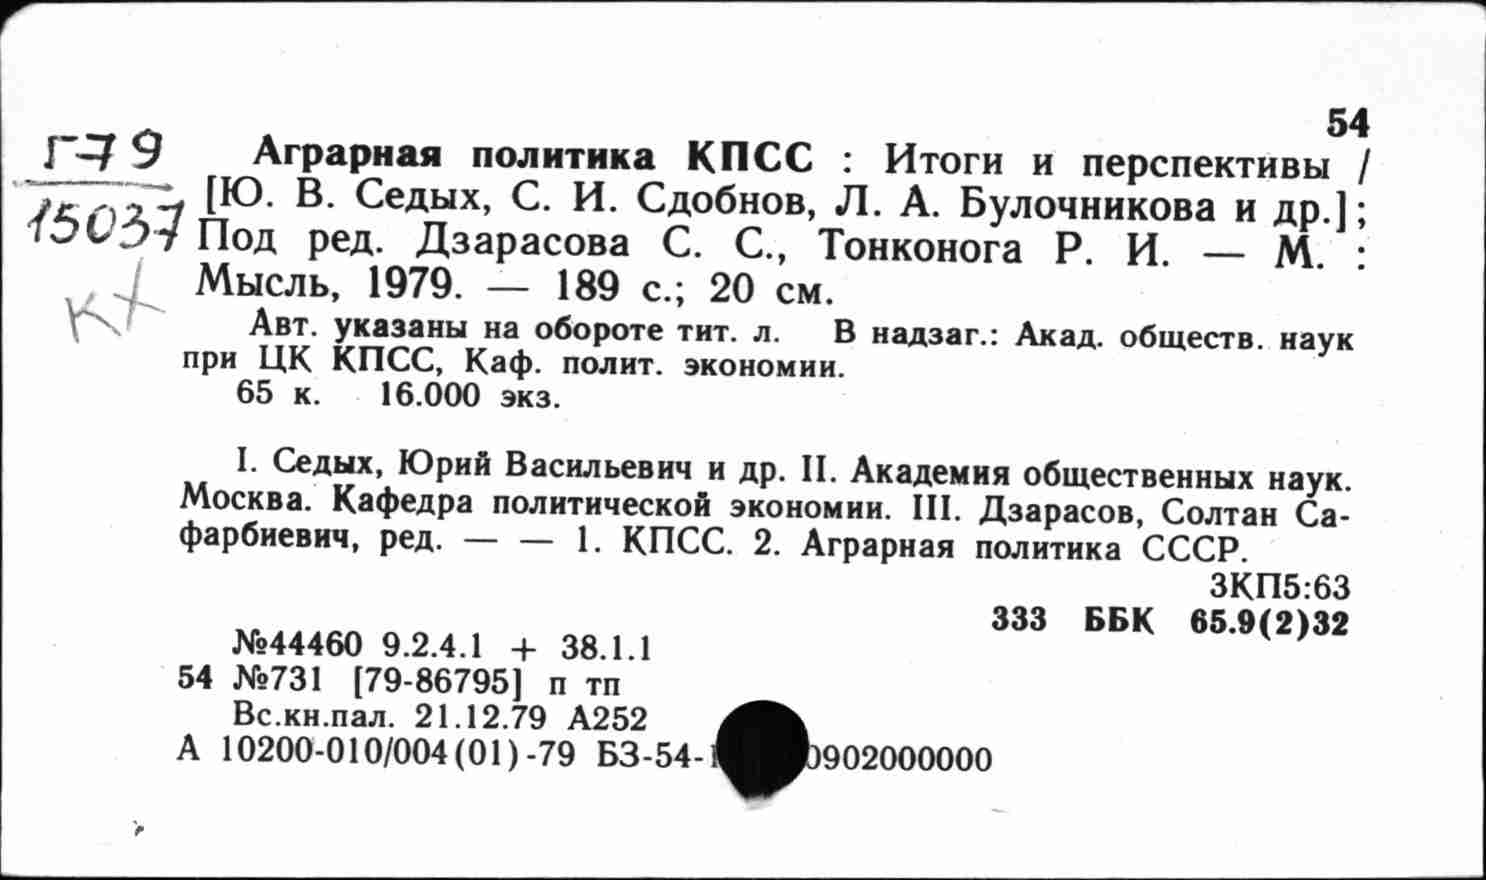 54
Г-79
15037
кх
Аграрная политика КПСС : Итоги и перспективы /
[Ю. В. Седых, С. И. Сдобнов, Л. А. Булочникова и др.];
Под ред. Дзарасова С. С., Тонконога Р. И. — М. :
Мысль, 1979. — 189 с.; 20 см.
Авт. указаны на обороте тит. л. В надзаг.: Акад. обществ. наук
при ЦК КПСС, Каф. полит. экономии.
65 к. 16.000 экз.
I. Седых, Юрий Васильевич и др. II. Академия общественных наук.
Москва. Кафедра политической экономии. III. Дзарасов, Солтан Са-
фарбиевич, ред. — — 1. КПСС. 2. Аграрная политика СССР.
3КП5:63
333 ББК 65.9(2)32
№44460 9.2.4.1 + 38.1.1
54 №731 [79-86795] п тп
Вс.кн.пал. 21.12.79 А252
А 10200-010/004(01)-79 БЗ-54- 0902000000